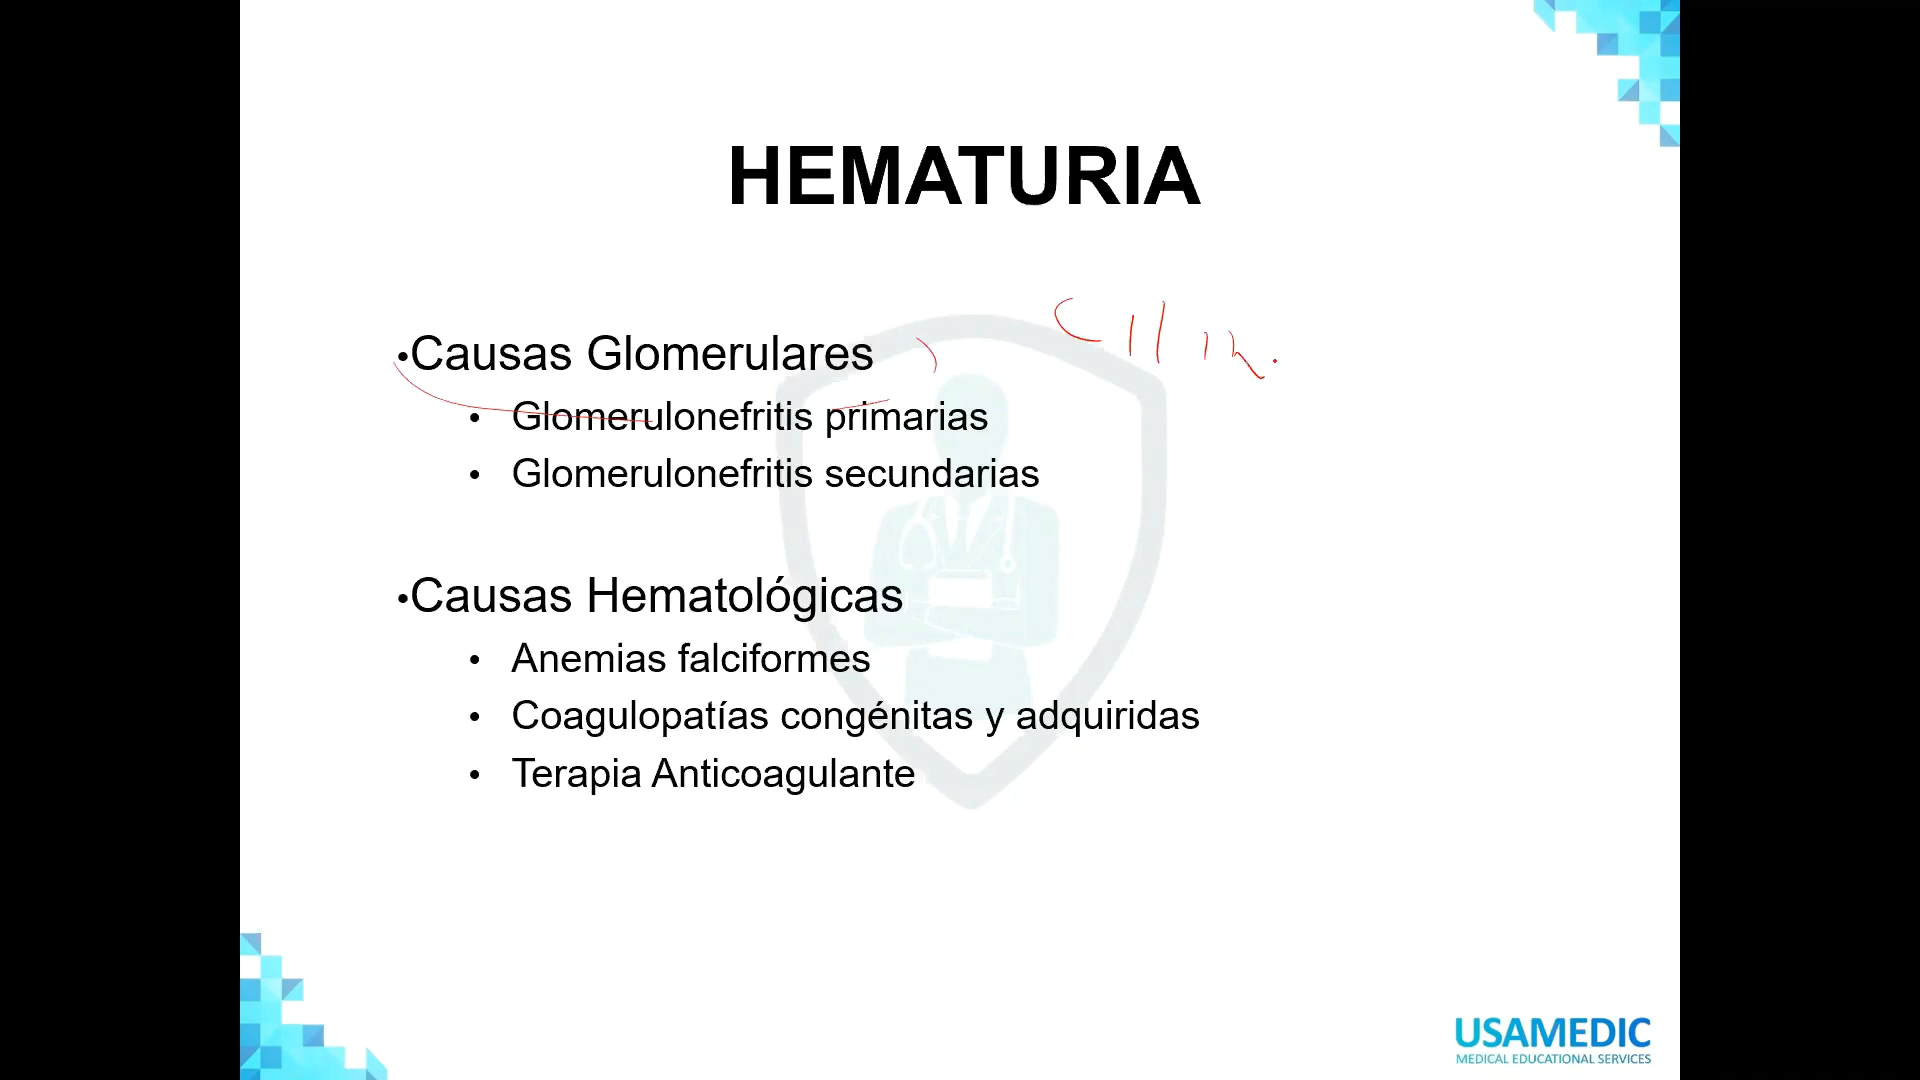 HEMATURIA
•Causas Glomerulares
• Glomerulonefritis primarias
• Glomerulonefritis secundarias
•Causas Hematológicas
• Anemias falciformes
• Coagulopatías congénitas y adquiridas
• Terapia Anticoagulante
USAMEDIC
MEDICAL EDUCATIONAL SERVICES